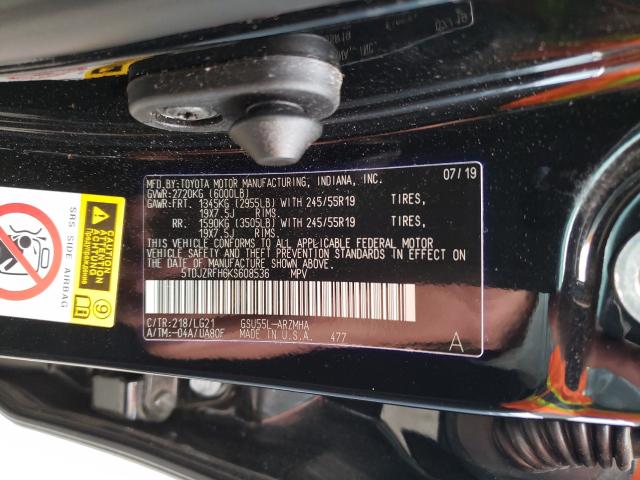 MFD.BY:TOYOTA MOTOR MANUFACTURING, INDIANA, INC. 07/19
GVWR:2720KG (6000LB)
GAWR:FRT. 1345KG (2955LB) WITH 245/55R19 TIRES,
19X7.5J RIMS.
RR. 1590KG (3505LB) WITH 245/55R19 TIRES,
19X7.5J RIMS.
THIS VEHICLE CONFORMS TO ALL APPLICABLE FEDERAL MOTOR
VEHICLE SAFETY AND THEFT PREVENTION STANDARDS IN EFFECT
ON THE DATE OF MANUFACTURE SHOWN ABOVE.
5TDJZRFH6KS608536 MPV
C/TR:218/LG21 GSU55L-ARZMHA
A/TM:-04A/UA80F MADE IN U.S.A. 477 A
SRS SIDE AIRBAG
ATTENTION
9